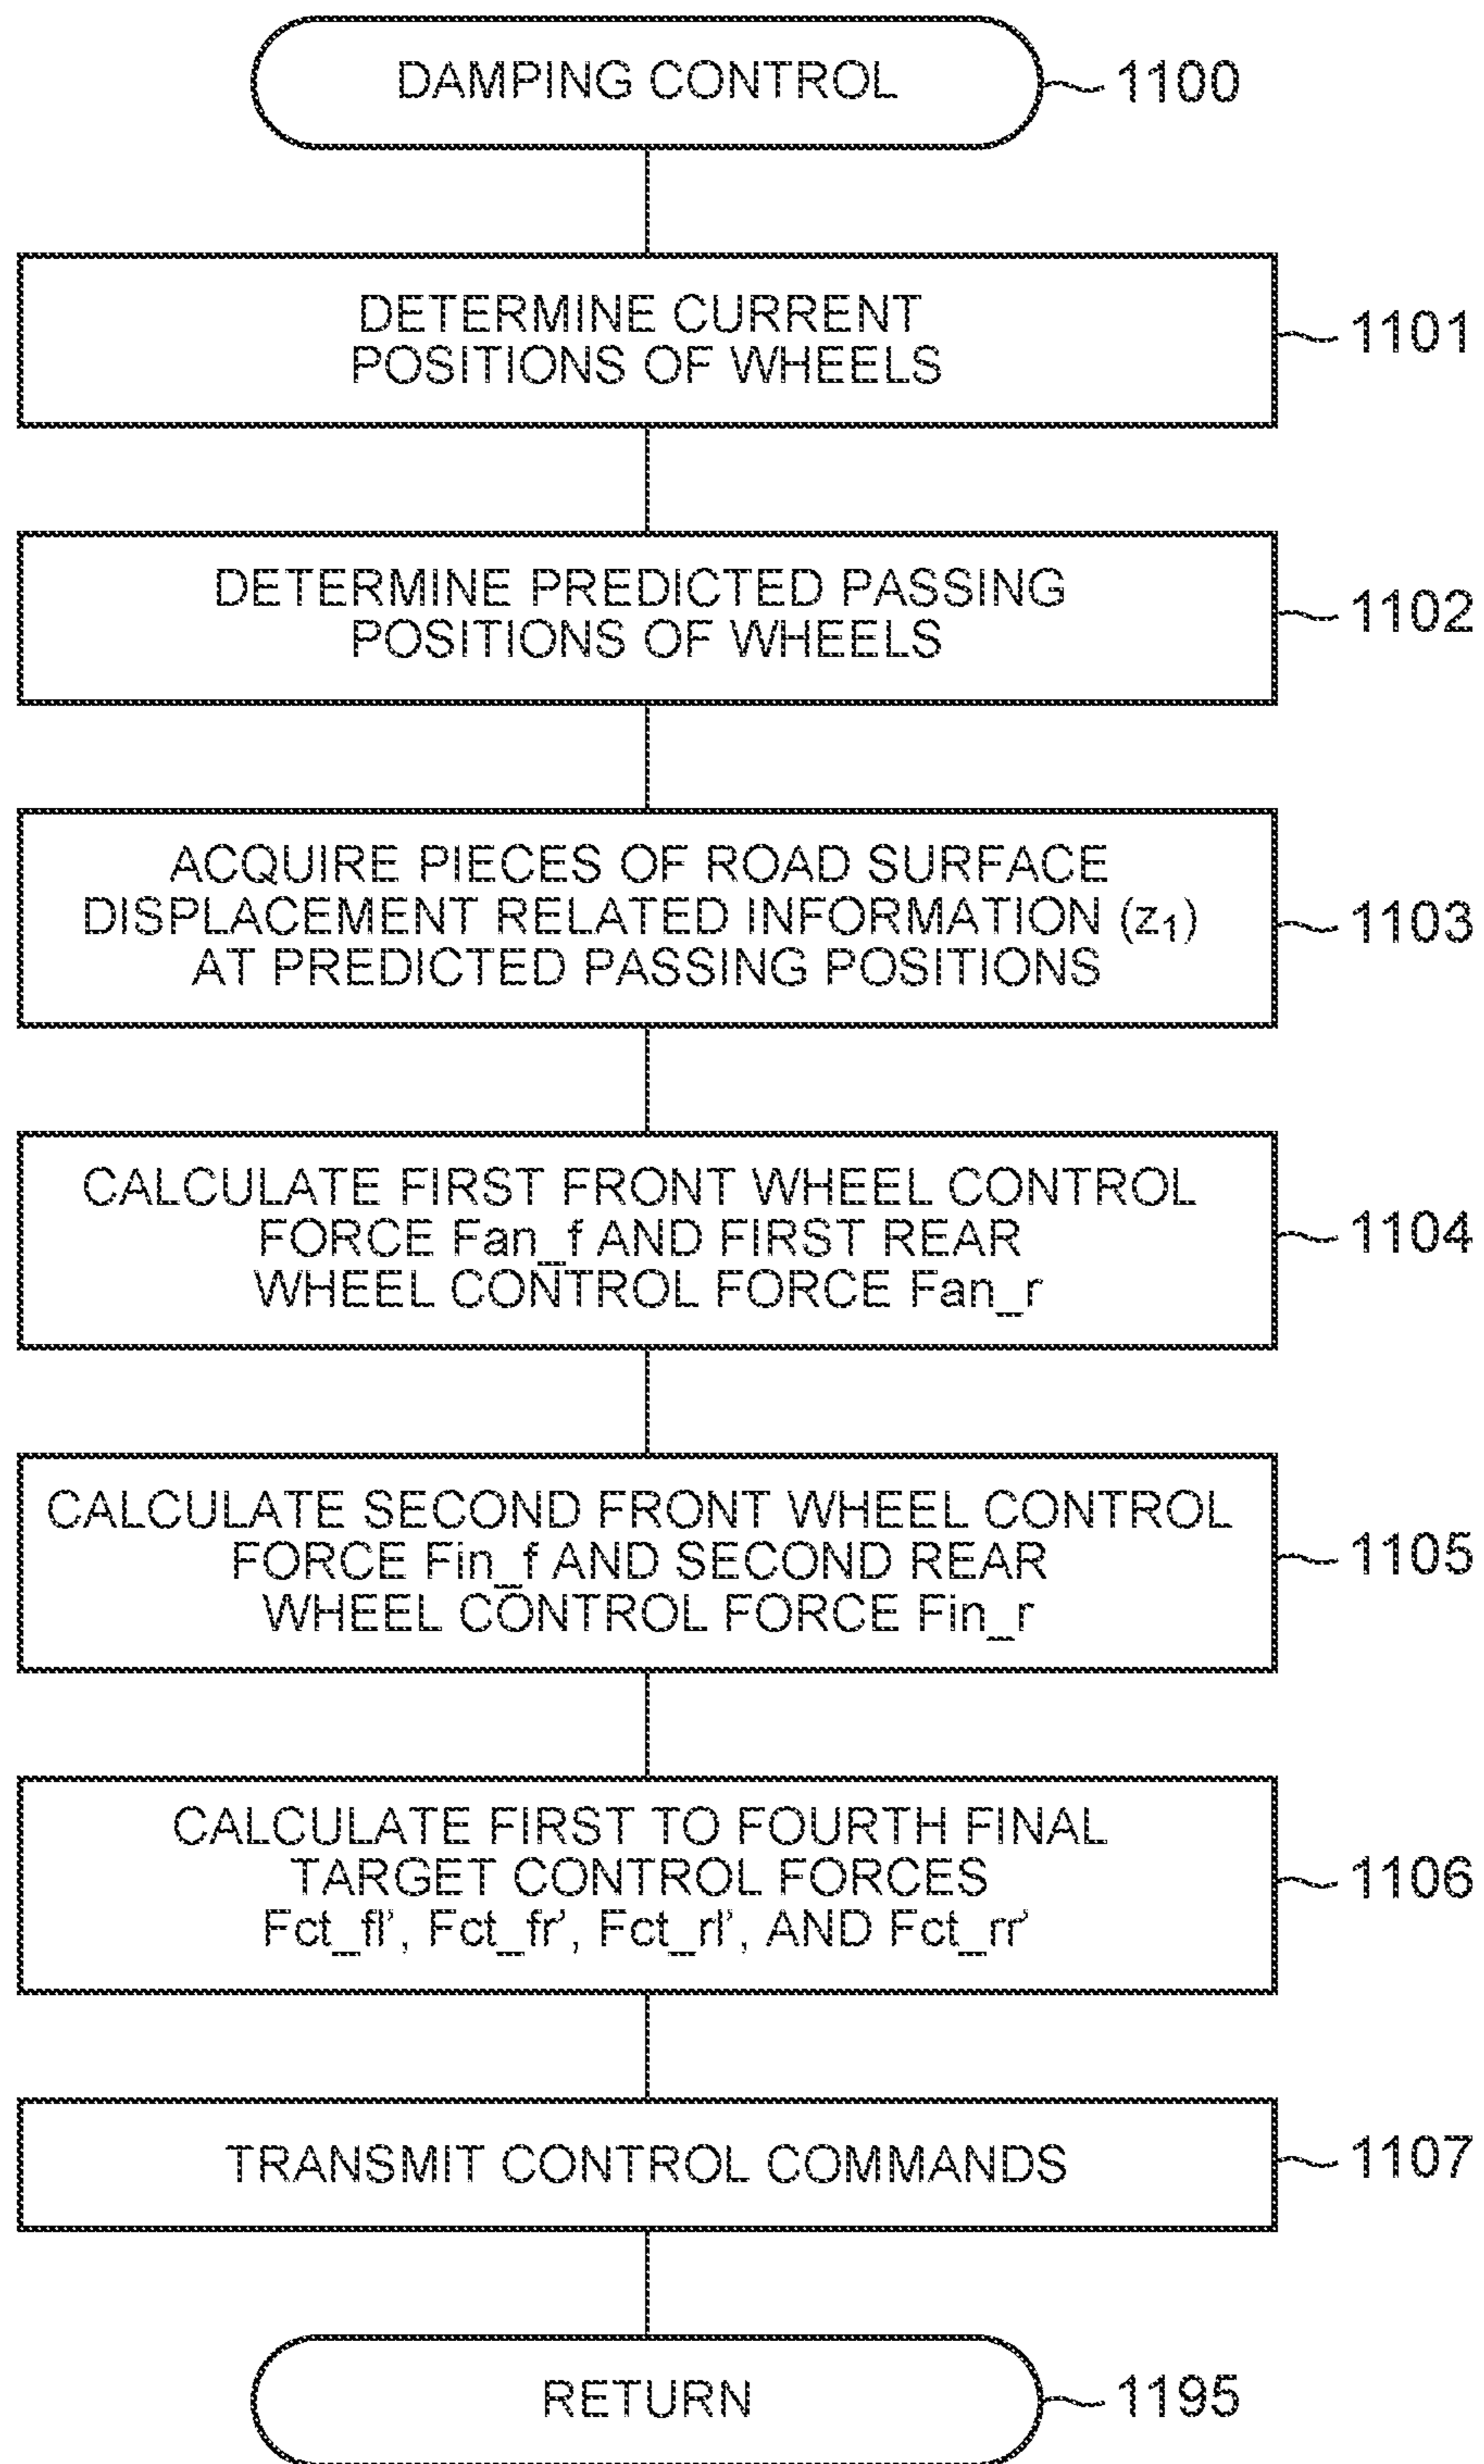 DAMPING CONTROL
1100
DETERMINE CURRENT
POSITIONS OF WHEELS
1101
DETERMINE PREDICTED PASSING
POSITIONS OF WHEELS
1102
ACQUIRE PIECES OF ROAD SURFACE
DISPLACEMENT RELATED INFORMATION (z₁)
AT PREDICTED PASSING POSITIONS
1103
CALCULATE FIRST FRONT WHEEL CONTROL
FORCE Fan_f AND FIRST REAR
WHEEL CONTROL FORCE Fan_r
1104
CALCULATE SECOND FRONT WHEEL CONTROL
FORCE Fin_f AND SECOND REAR
WHEEL CONTROL FORCE Fin_r
1105
CALCULATE FIRST TO FOURTH FINAL
TARGET CONTROL FORCES
Fct_fl’, Fct_fr’, Fct_rl’, AND Fct_rr’
1106
TRANSMIT CONTROL COMMANDS
1107
RETURN
1195